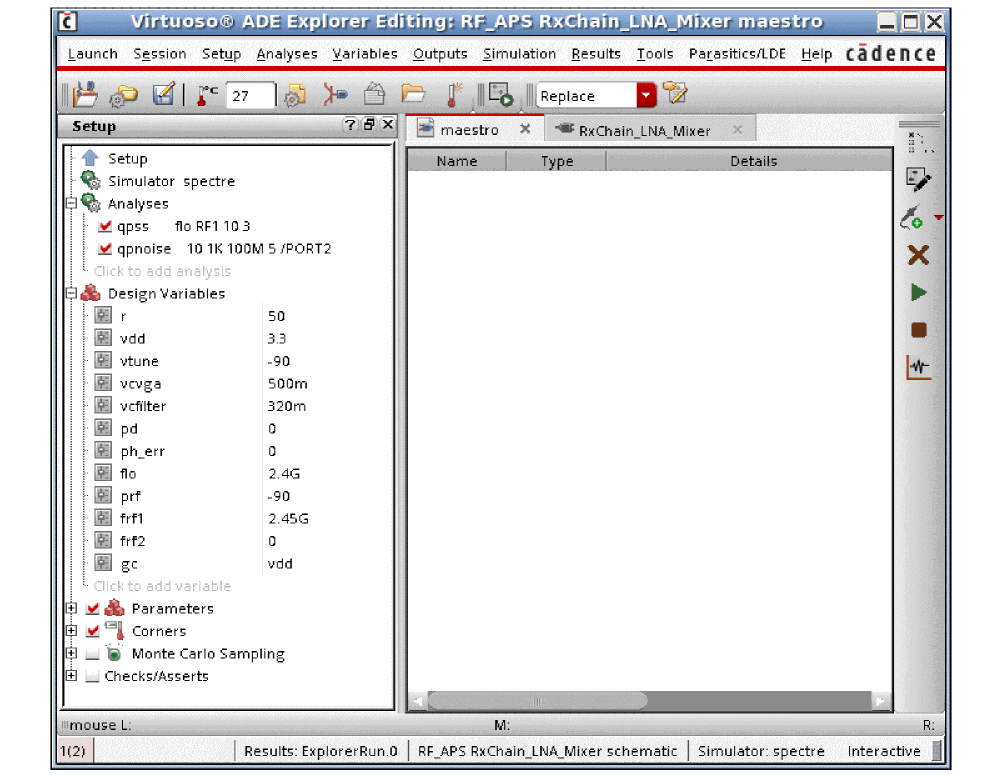 Virtuoso® ADE Explorer Editing: RF_APS RxChain_LNA_Mixer maestro
Launch Session Setup Analyses Variables Outputs Simulation Results Tools Parasitics/LDE Help cādence
°C 27 Replace
Setup
maestro RxChain_LNA_Mixer
Name Type Details
Setup
Simulator spectre
Analyses
qpss flo RF1 10 3
qpnoise 10 1K 100M 5 /PORT2
Click to add analysis
Design Variables
r 50
vdd 3.3
vtune -90
vcvga 500m
vcfilter 320m
pd 0
ph_err 0
flo 2.4G
prf -90
frf1 2.45G
frf2 0
gc vdd
Click to add variable
Parameters
Corners
Monte Carlo Sampling
Checks/Asserts
mouse L: M: R:
1(2) Results: ExplorerRun.0 RF_APS RxChain_LNA_Mixer schematic Simulator: spectre Interactive